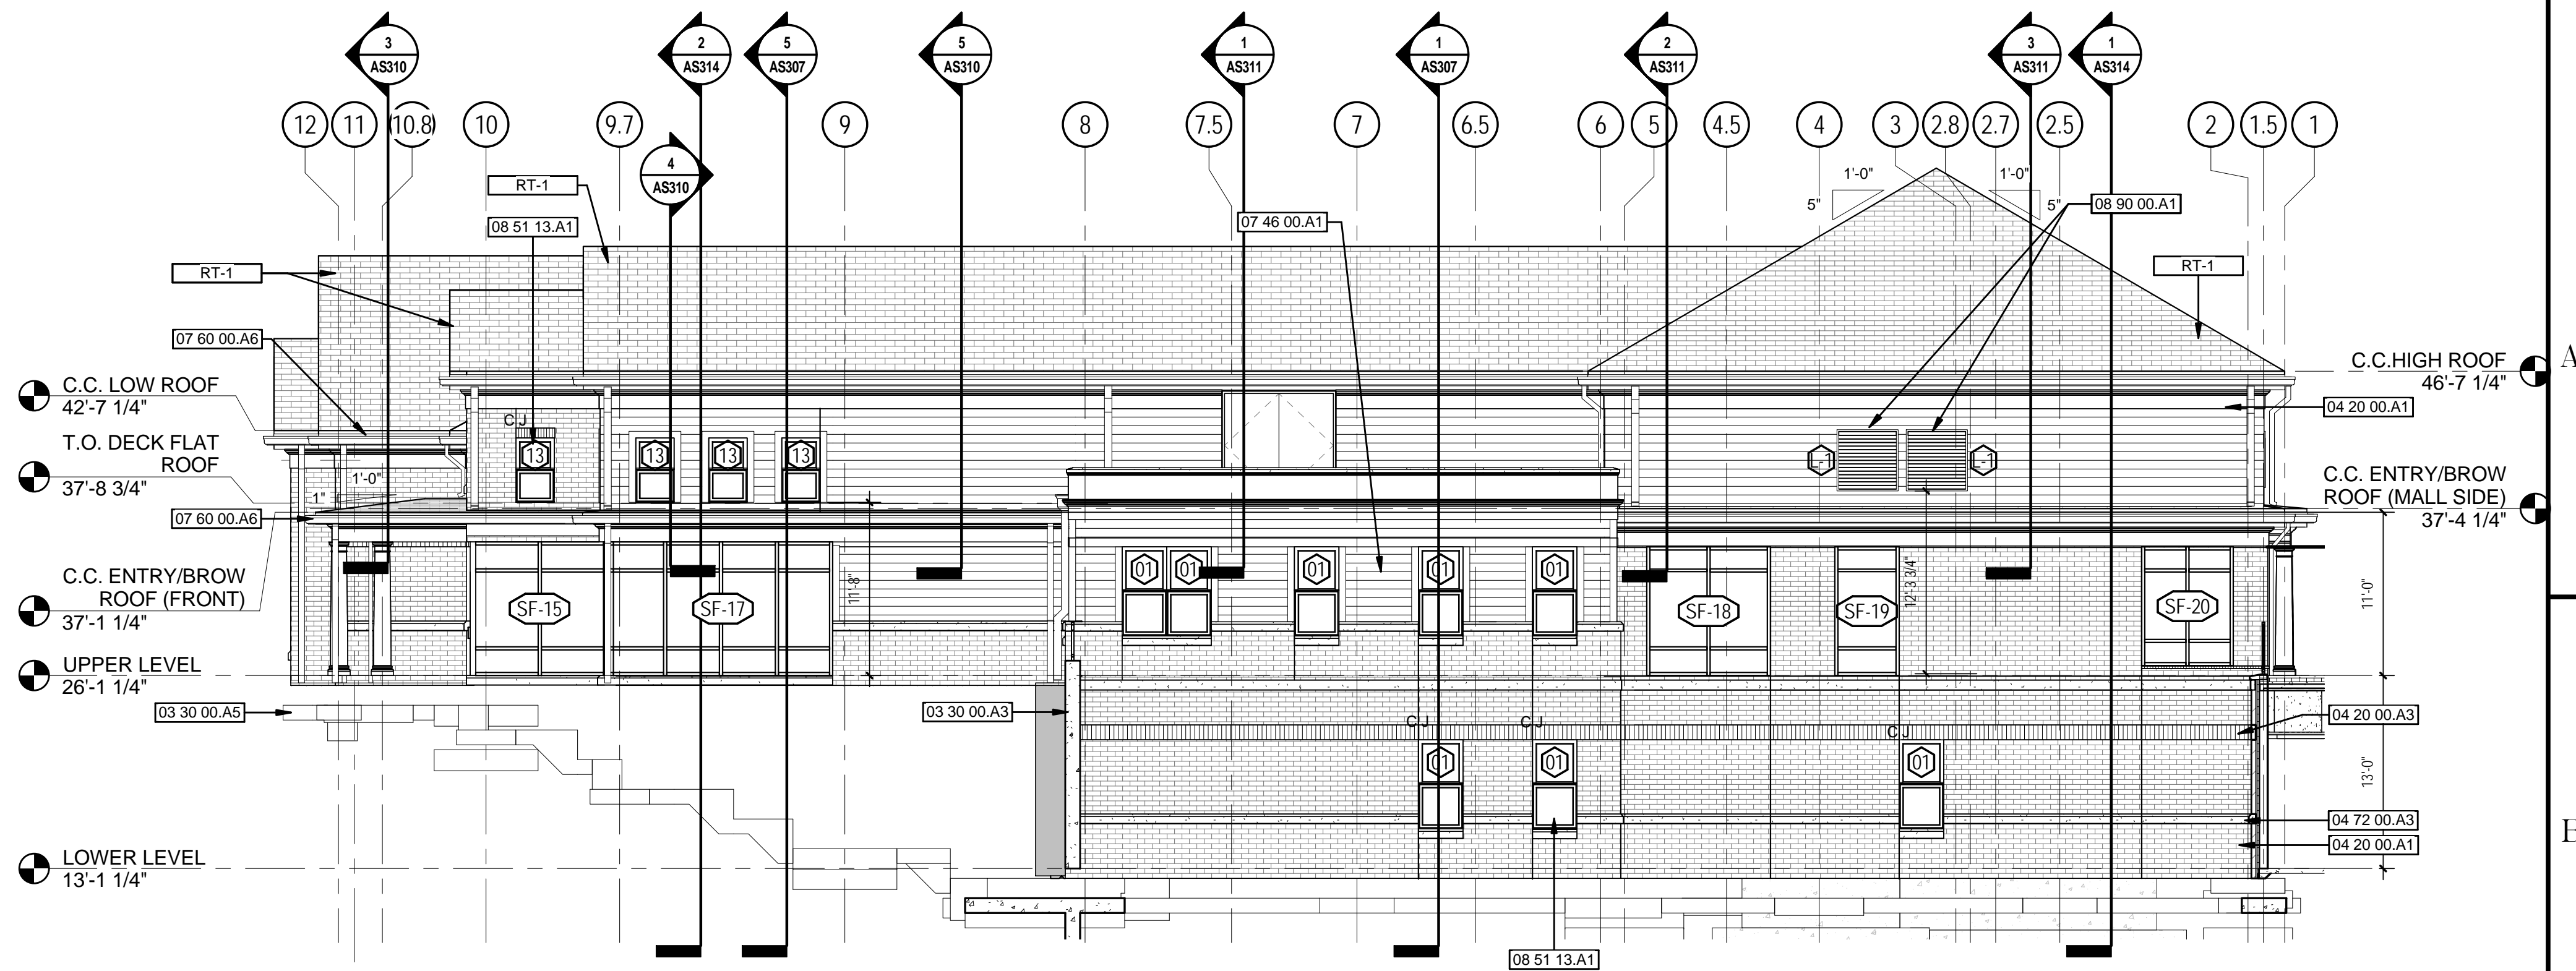 3
AS310
2
AS314
5
AS307
5
AS310
1
AS311
1
AS307
2
AS311
3
AS311
1
AS314
12
11
10.8
10
9.7
9
8
7.5
7
6.5
6
5
4.5
4
3
2.8
2.7
2.5
2
1.5
1
4
AS310
RT-1
1'-0"
5"
1'-0"
5"
08 90 00.A1
08 51 13.A1
07 46 00.A1
RT-1
RT-1
07 60 00.A6
C.C. LOW ROOF
42'-7 1/4"
C.C.HIGH ROOF
46'-7 1/4"
A
04 20 00.A1
CJ
13
13
13
13
L-1
L-1
T.O. DECK FLAT
ROOF
37'-8 3/4"
1'-0"
1"
C.C. ENTRY/BROW
ROOF (MALL SIDE)
37'-4 1/4"
07 60 00.A6
C.C. ENTRY/BROW
ROOF (FRONT)
37'-1 1/4"
SF-15
SF-17
11'-8"
01
01
01
01
01
SF-18
SF-19
12'-3 3/4"
SF-20
11'-0"
UPPER LEVEL
26'-1 1/4"
03 30 00.A5
03 30 00.A3
CJ
CJ
CJ
04 20 00.A3
01
01
01
13'-0"
04 72 00.A3
04 20 00.A1
LOWER LEVEL
13'-1 1/4"
08 51 13.A1